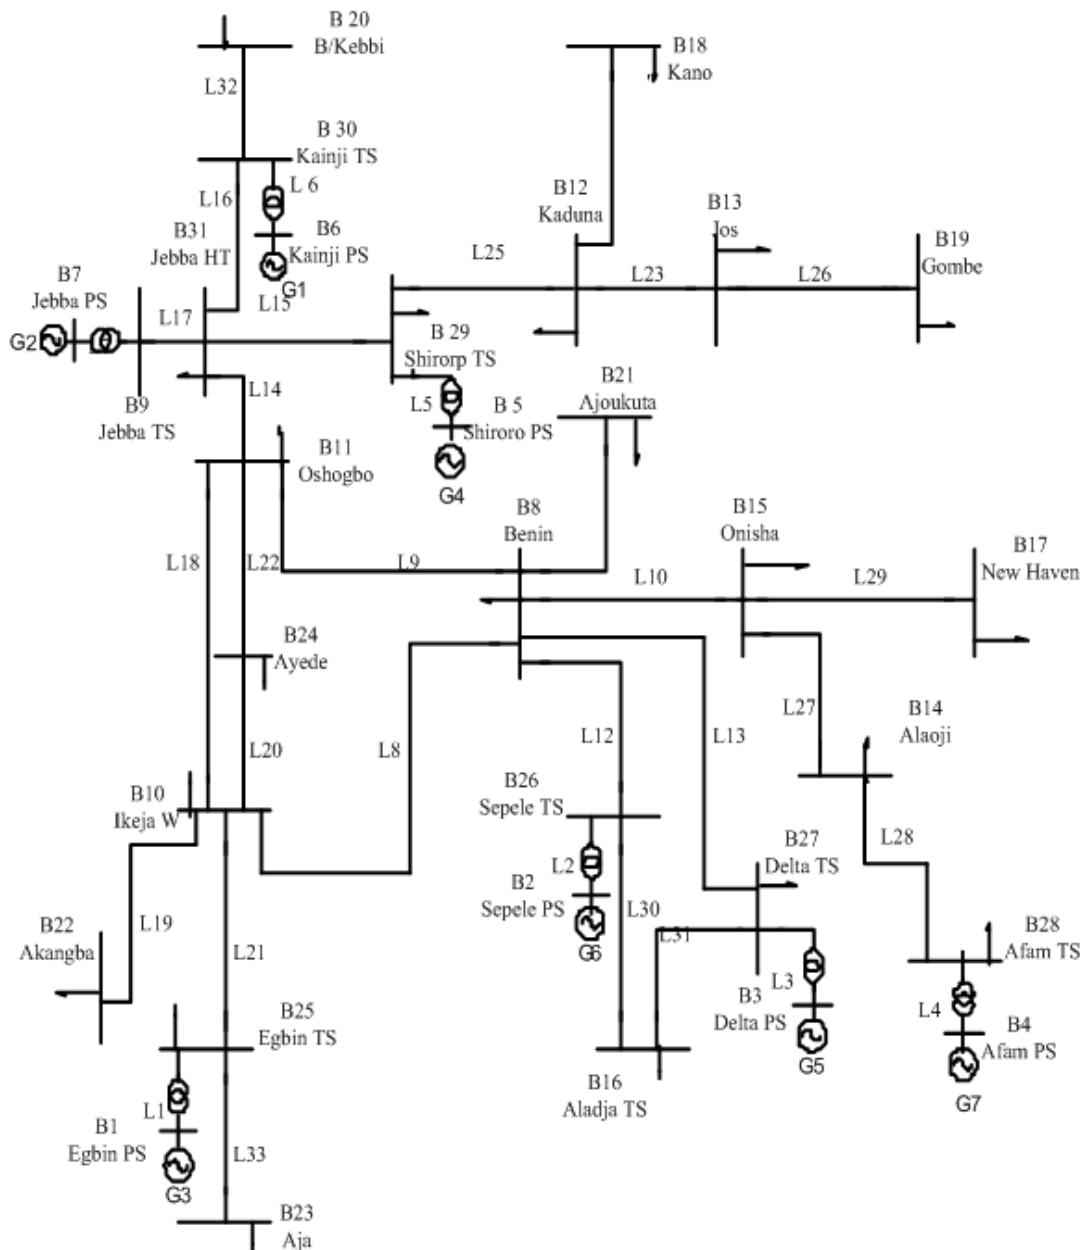 B 20
B/Kebbi
B18
Kano
L32
B 30
Kainji TS
L 6
L16
B12
Kaduna
B13
Jos
B31
Jebba HT
B6
Kainji PS
B19
Gombe
L25
B7
Jebba PS
G1
L15
L23
L26
L17
G2
B 29
Shirorp TS
B21
Ajoukuta
L14
B9
Jebba TS
L5
B 5
Shiroro PS
B11
Oshogbo
G4
B8
Benin
B15
Onisha
B17
New Haven
L18
L22
L9
L10
L29
B24
Ayede
L27
B14
Alaoji
L20
L8
L12
L13
B10
Ikeja W
B26
Sepele TS
B27
Delta TS
L28
L2
B2
Sepele PS
L19
L30
B22
Akangba
B28
Afam TS
L31
L21
G6
L3
B3
Delta PS
B25
Egbin TS
L4
B4
Afam PS
G5
B16
Aladja TS
L1
G7
B1
Egbin PS
L33
G3
B23
Aja